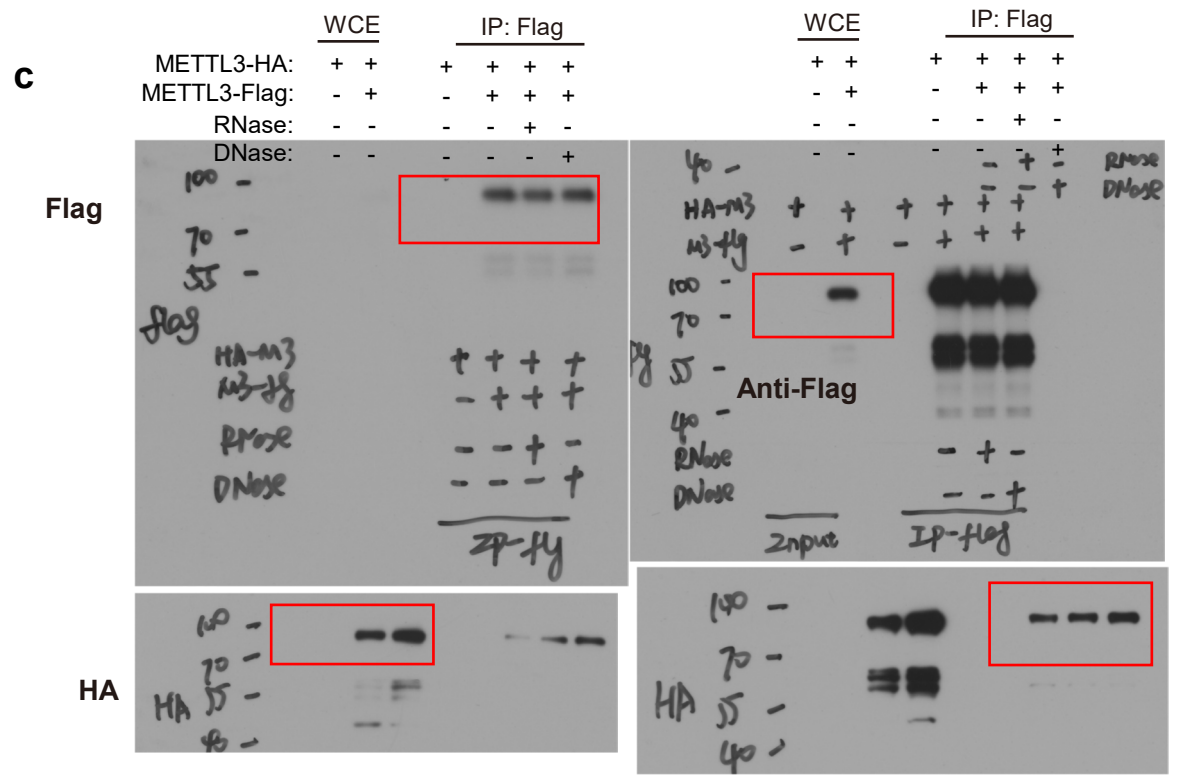 c
WCE IP: Flag
METTL3-HA: + + + + + +
METTL3-Flag: - + - + + +
RNase: - - - - + -
DNase: - - - - - +
WCE IP: Flag
+ + + + + +
- + - + + +
- - - - + -
- - - - - +
Flag
100 -
70 -
55 -
flag
HA-M3 + + + +
M3-fg - + + +
RNase - - + -
DNase - - - +
IP-fg
40 -
- + - RNase
- - + DNase
HA-M3 + + + + + +
M3-flg - + - + + +
100 -
70 -
55 -
Anti-Flag
40 -
RNase - + -
DNase - - +
Input IP-flag
HA
100 -
70 -
HA 55 -
40 -
100 -
70 -
HA 55 -
40 -